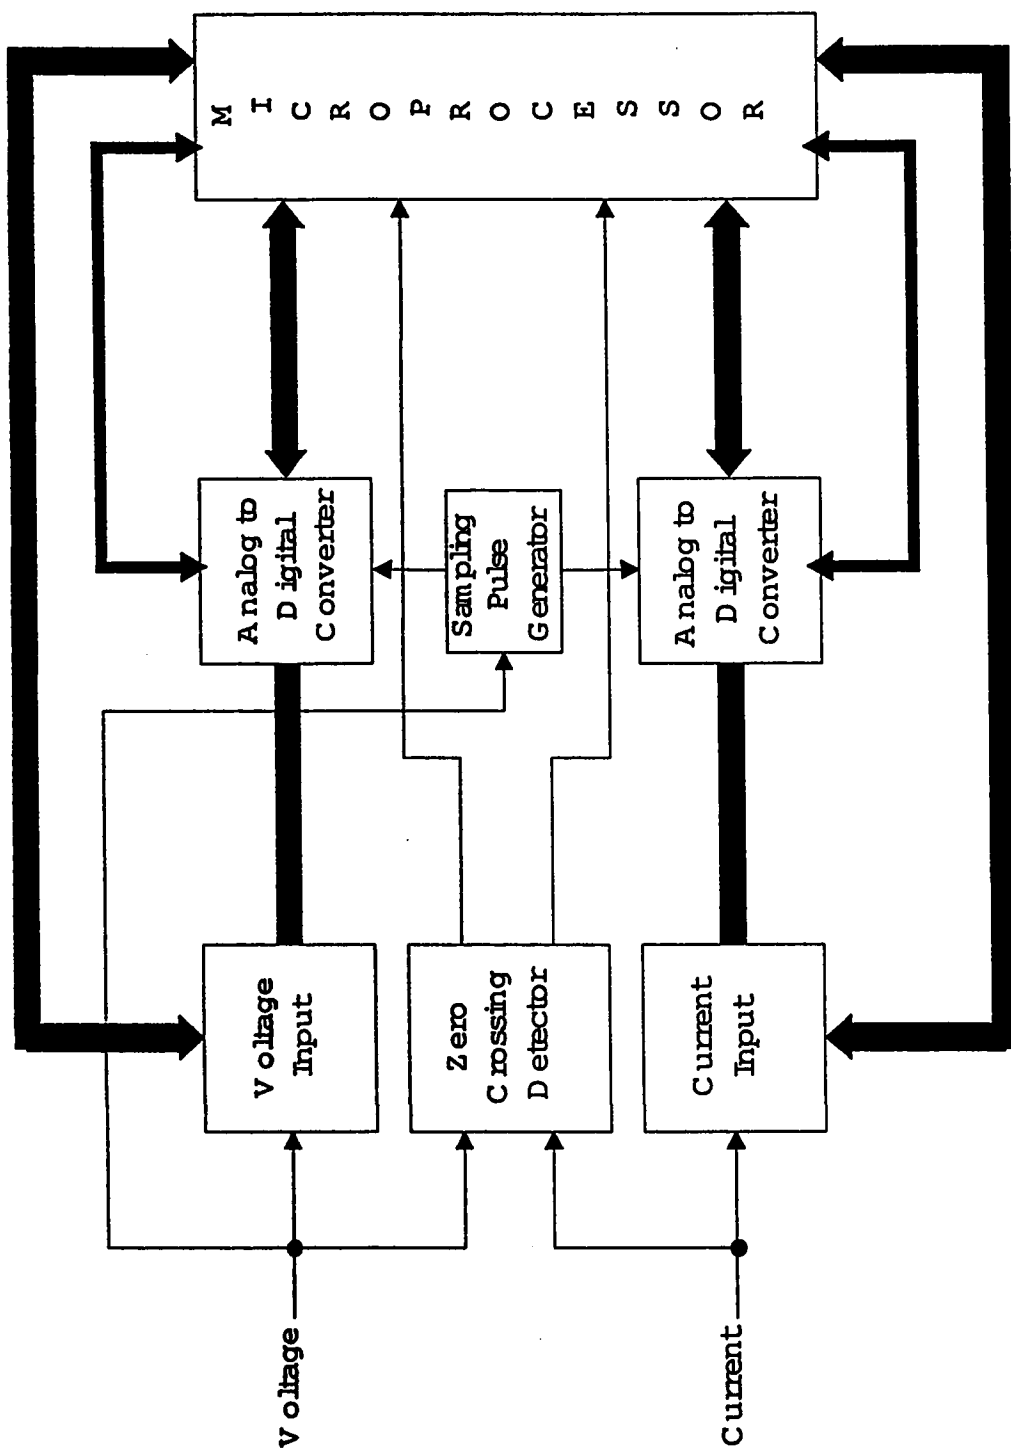 MICROPROCESSOR
Analog to
Digital
Converter
Sampling
Pulse
Generator
Analog to
Digital
Converter
Voltage
Input
Zero
Crossing
Detector
Current
Input
Voltage
Current